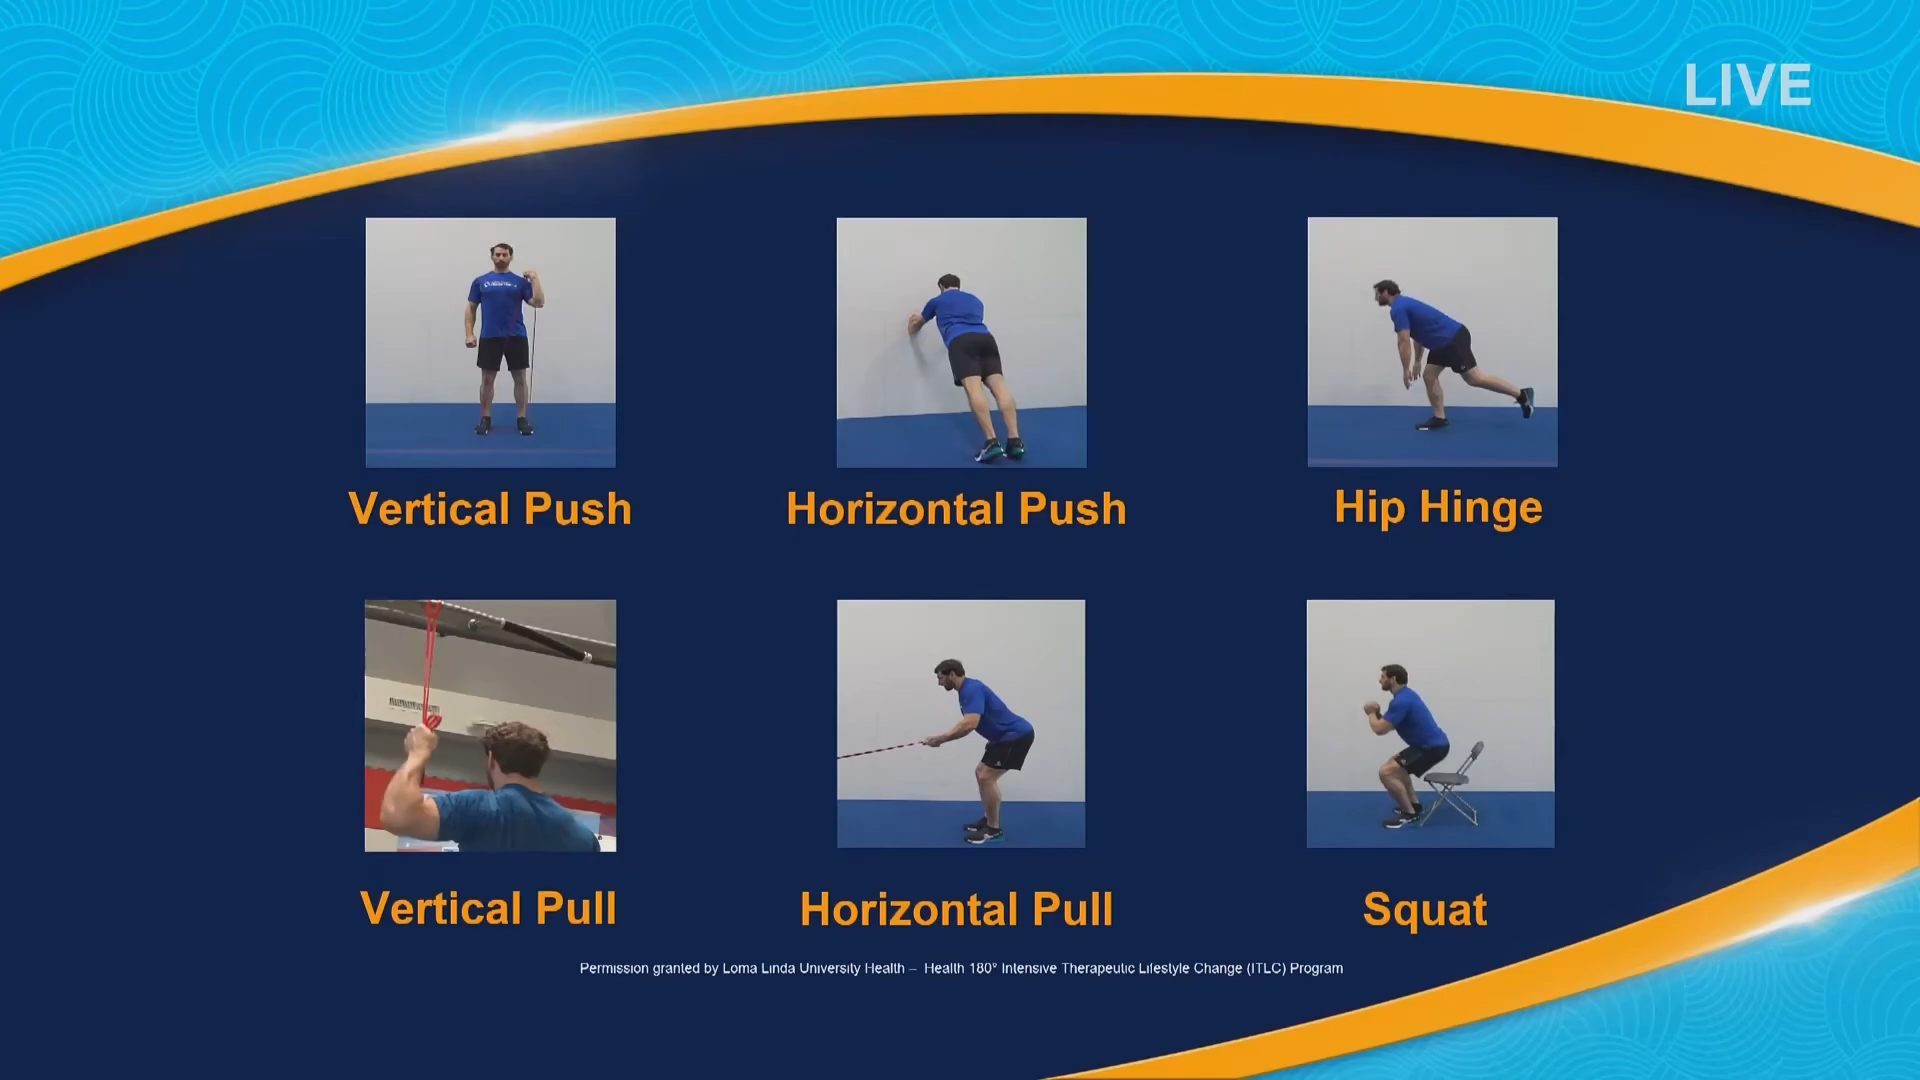 LIVE
Vertical Push
Horizontal Push
Hip Hinge
Vertical Pull
Horizontal Pull
Squat
Permission granted by Loma Linda University Health – Health 180° Intensive Therapeutic Lifestyle Change (ITLC) Program